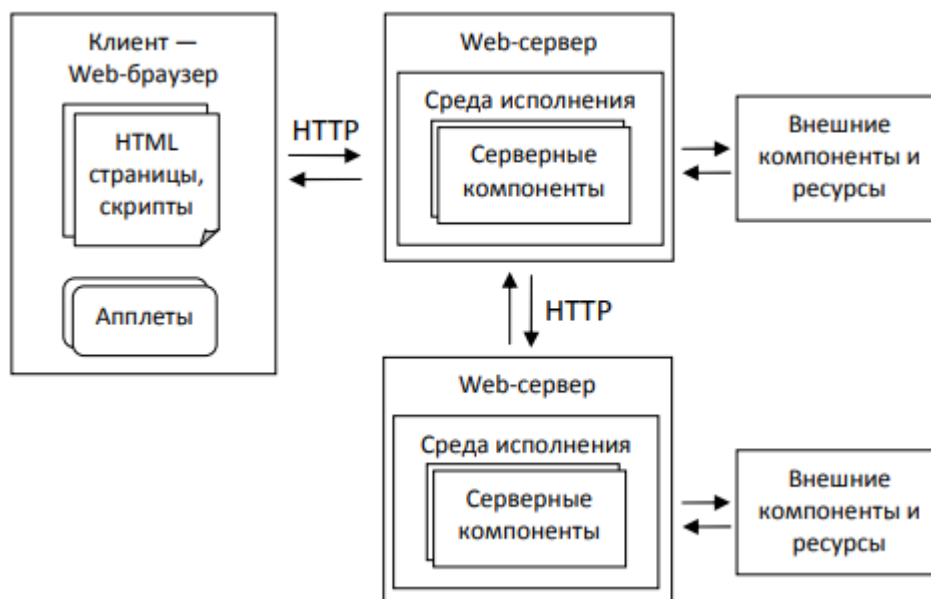 Клиент —
Web-браузер
HTML
страницы,
скрипты
Апплеты
HTTP
Web-сервер
Среда исполнения
Серверные
компоненты
Внешние
компоненты и
ресурсы
HTTP
Web-сервер
Среда исполнения
Серверные
компоненты
Внешние
компоненты и
ресурсы